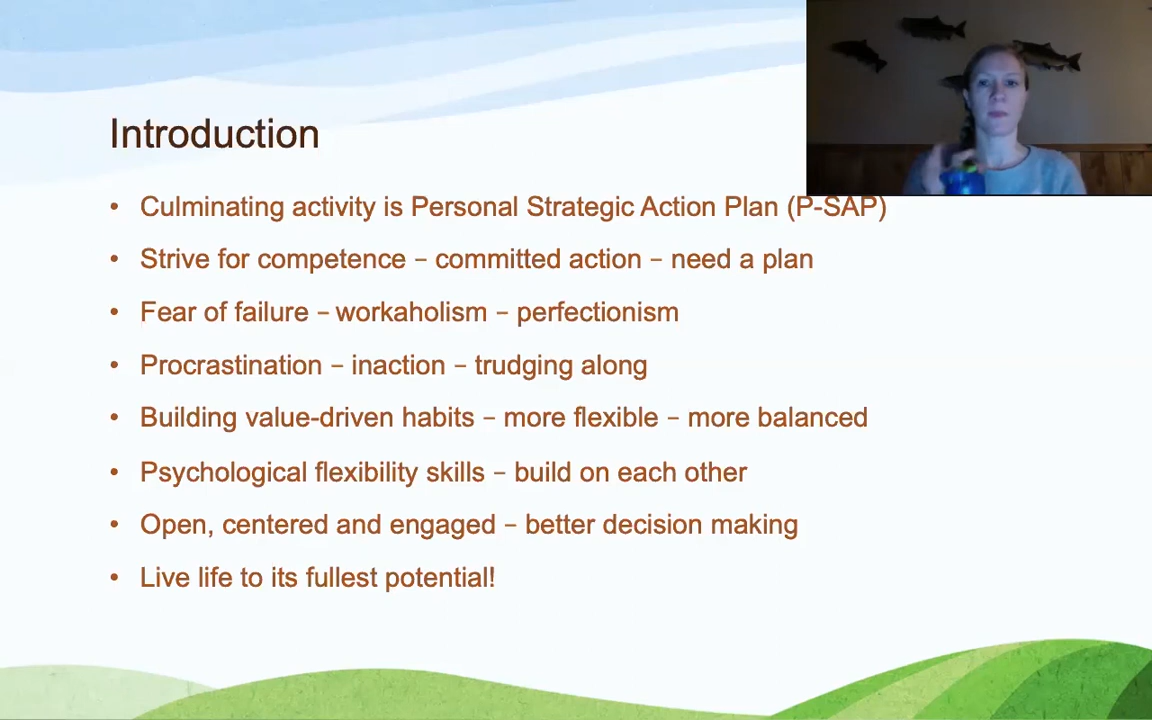 Introduction
• Culminating activity is Personal Strategic Action Plan (P-SAP)
• Strive for competence – committed action – need a plan
• Fear of failure – workaholism – perfectionism
• Procrastination – inaction – trudging along
• Building value-driven habits – more flexible – more balanced
• Psychological flexibility skills – build on each other
• Open, centered and engaged – better decision making
• Live life to its fullest potential!